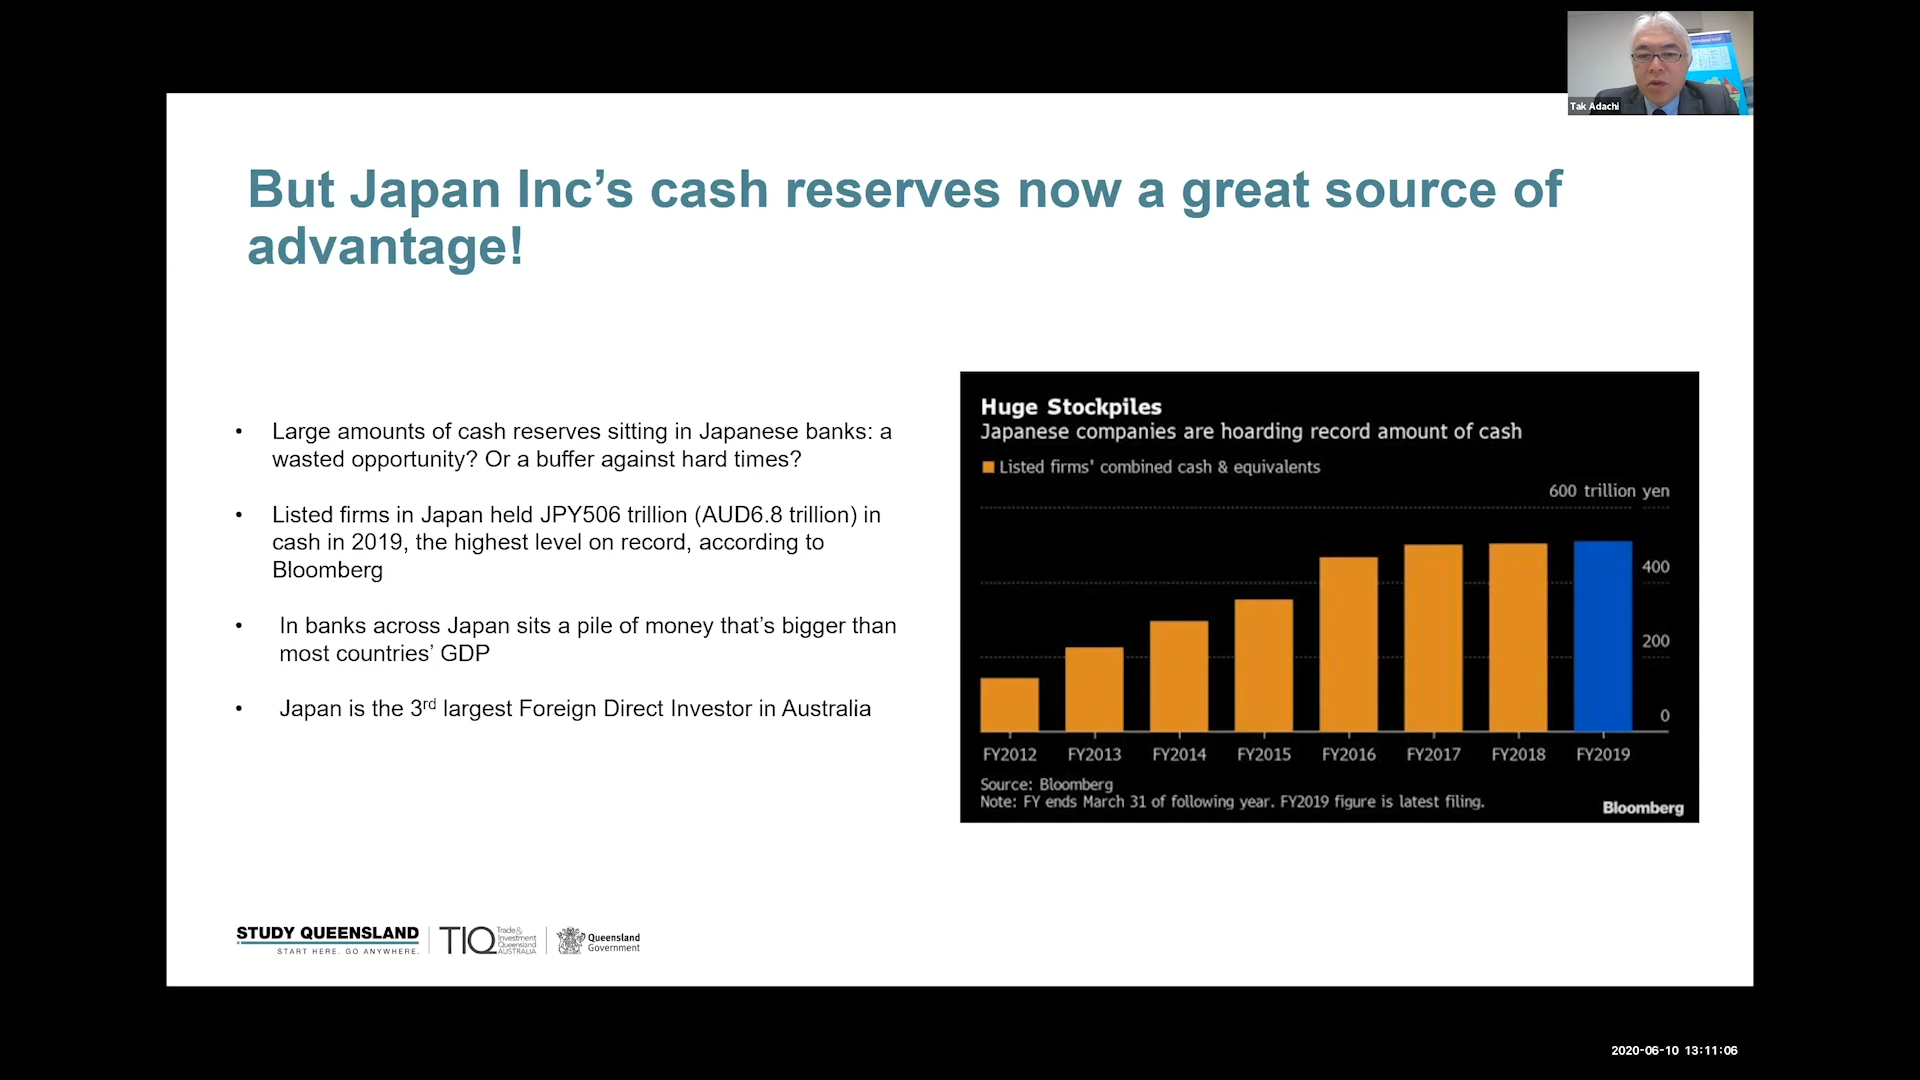 Tak Adachi
But Japan Inc’s cash reserves now a great source of
advantage!
• Large amounts of cash reserves sitting in Japanese banks: a
wasted opportunity? Or a buffer against hard times?
• Listed firms in Japan held JPY506 trillion (AUD6.8 trillion) in
cash in 2019, the highest level on record, according to
Bloomberg
• In banks across Japan sits a pile of money that’s bigger than
most countries’ GDP
• Japan is the 3rd largest Foreign Direct Investor in Australia
Huge Stockpiles
Japanese companies are hoarding record amount of cash
Listed firms' combined cash & equivalents
600 trillion yen
400
200
0
FY2012 FY2013 FY2014 FY2015 FY2016 FY2017 FY2018 FY2019
Source: Bloomberg
Note: FY ends March 31 of following year. FY2019 figure is latest filing.
Bloomberg
STUDY QUEENSLAND
START HERE. GO ANYWHERE.
TIQ
Trade &
Investment
Queensland
AUSTRALIA
Queensland
Government
2020-06-10 13:11:06